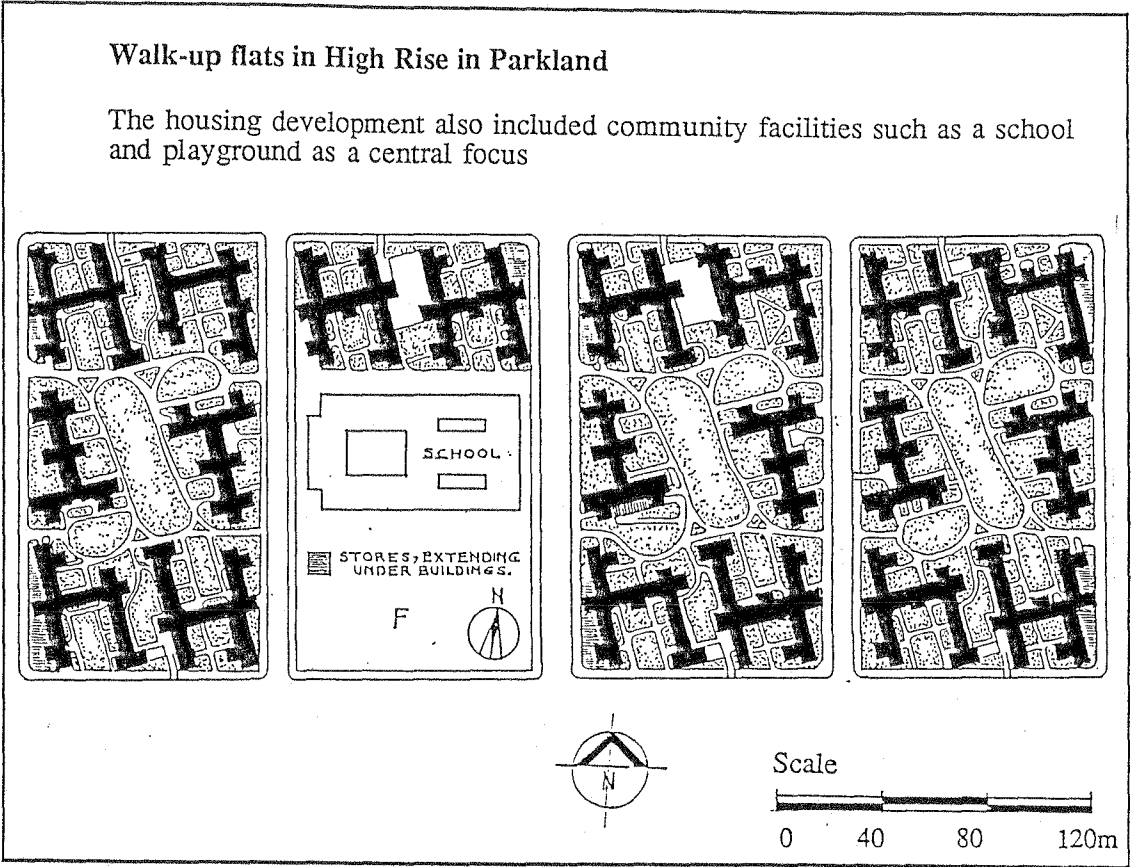 Walk-up flats in High Rise in Parkland
The housing development also included community facilities such as a school
and playground as a central focus
SCHOOL
STORES, EXTENDING
UNDER BUILDINGS.
F
N
N
Scale
0 40 80 120m